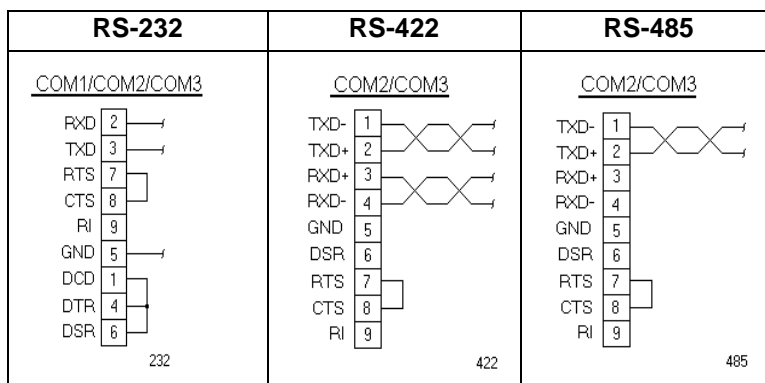 RS-232
RS-422
RS-485
COM1/COM2/COM3
RXD 2
TXD 3
RTS 7
CTS 8
RI 9
GND 5
DCD 1
DTR 4
DSR 6
232
COM2/COM3
TXD- 1
TXD+ 2
RXD+ 3
RXD- 4
GND 5
DSR 6
RTS 7
CTS 8
RI 9
422
COM2/COM3
TXD- 1
TXD+ 2
RXD+ 3
RXD- 4
GND 5
DSR 6
RTS 7
CTS 8
RI 9
485